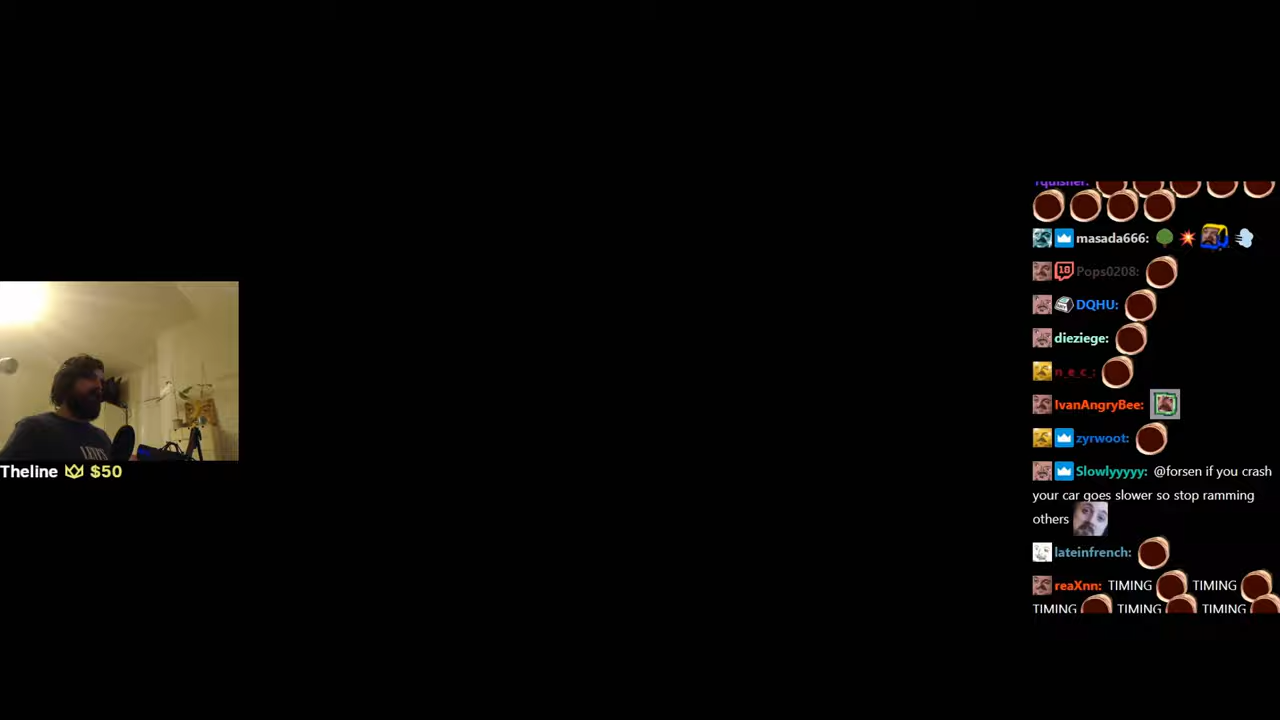 Theline $50
masada666:
Pops0208:
DQHU:
dieziege:
n_e_c_:
IvanAngryBee:
zyrwoot:
Slowlyyyyy: @forsen if you crash
your car goes slower so stop ramming
others
lateinfrench:
reaXnn: TIMING TIMING
TIMING TIMING TIMING